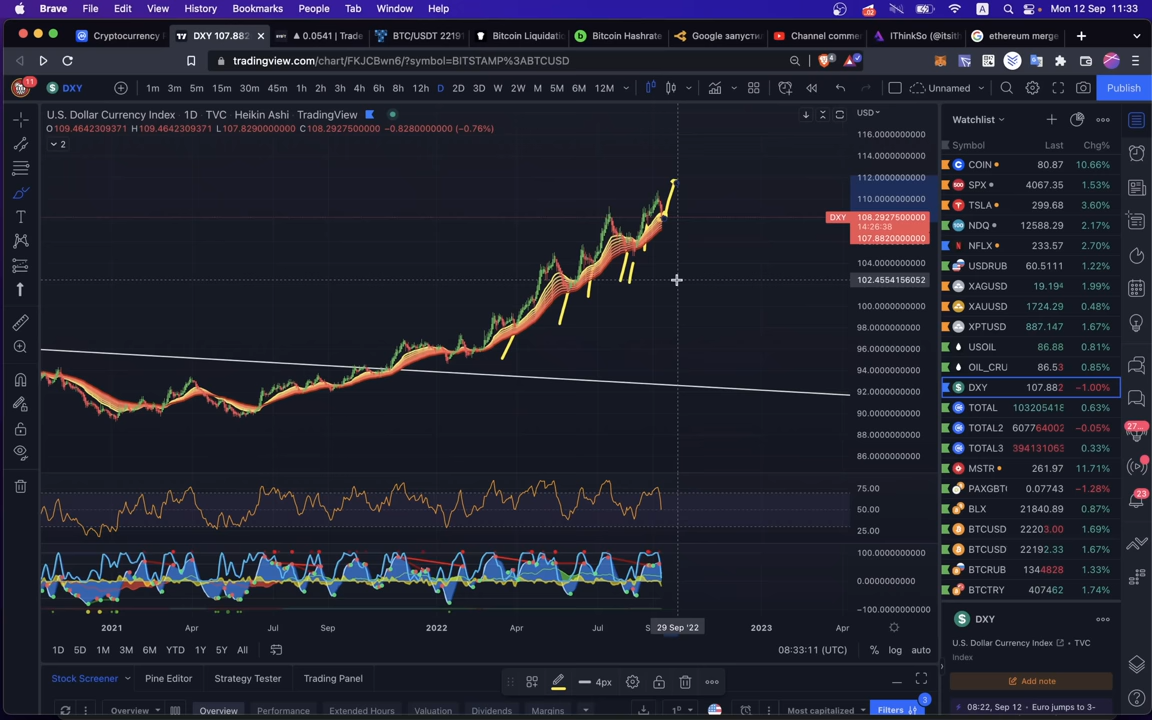 Brave File Edit View History Bookmarks People Tab Window Help Mon 12 Sep 11:33
Cryptocurrency DXY 107.882 0.0541 | Trade BTC/USDT 22191 Bitcoin Liquidatio Bitcoin Hashrate Google запусти Channel comme IThinkSo (@itsith ethereum merge
tradingview.com/chart/FKJCBwn6/?symbol=BITSTAMP%3ABTCUSD
11 DXY 1m 3m 5m 15m 30m 45m 1h 2h 3h 4h 6h 8h 12H D 2D 3D W 2W M 5M 6M 12M Unnamed Publish
U.S. Dollar Currency Index 1D TVC Heikin Ashi TradingView
O109.4642309371 H109.4642309371 L107.8290000000 C108.2927500000 −0.8280000000 (−0.76%)
2
USD
116.0000000000
114.0000000000
112.0000000000
110.0000000000
DXY 108.2927500000
14:26:38
107.8820000000
104.0000000000
102.4554156052
100.0000000000
98.0000000000
96.0000000000
94.0000000000
92.0000000000
90.0000000000
88.0000000000
86.0000000000
75.00
50.00
25.00
100.0000000000
0.0000000000
−100.0000000000
2021 Apr Jul Sep 2022 Apr Jul 29 Sep '22 2023 Apr
1D 5D 1M 3M 6M YTD 1Y 5Y All 08:33:11 (UTC) % log auto
Stock Screener Pine Editor Strategy Tester Trading Panel 4px
Overview Overview Performance Extended Hours Valuation Dividends Margins 1D Most capitalized Filters 3
Watchlist
Symbol Last Chg%
COIN 80.87 10.66%
SPX 4067.35 1.53%
TSLA 299.68 3.60%
NDQ 12588.29 2.17%
NFLX 233.57 2.70%
USDRUB 60.5111 1.22%
XAGUSD 19.194 1.99%
XAUUSD 1724.29 0.48%
XPTUSD 887.147 1.67%
USOIL 86.88 0.81%
OIL_CRU 86.53 0.85%
DXY 107.882 −1.00%
TOTAL 103205418 0.63%
TOTAL2 607764002 −0.05%
TOTAL3 394131063 0.33%
MSTR 261.97 11.71%
PAXGBT 0.07743 −1.28%
BLX 21840.89 0.87%
BTCUSD 22203.00 1.69%
BTCUSD 22192.33 1.67%
BTCRUB 1344828 1.33%
BTCTRY 407462 1.74%
DXY
U.S. Dollar Currency Index TVC
Index
Add note
08:22, Sep 12 Euro jumps to 3-
27...
23